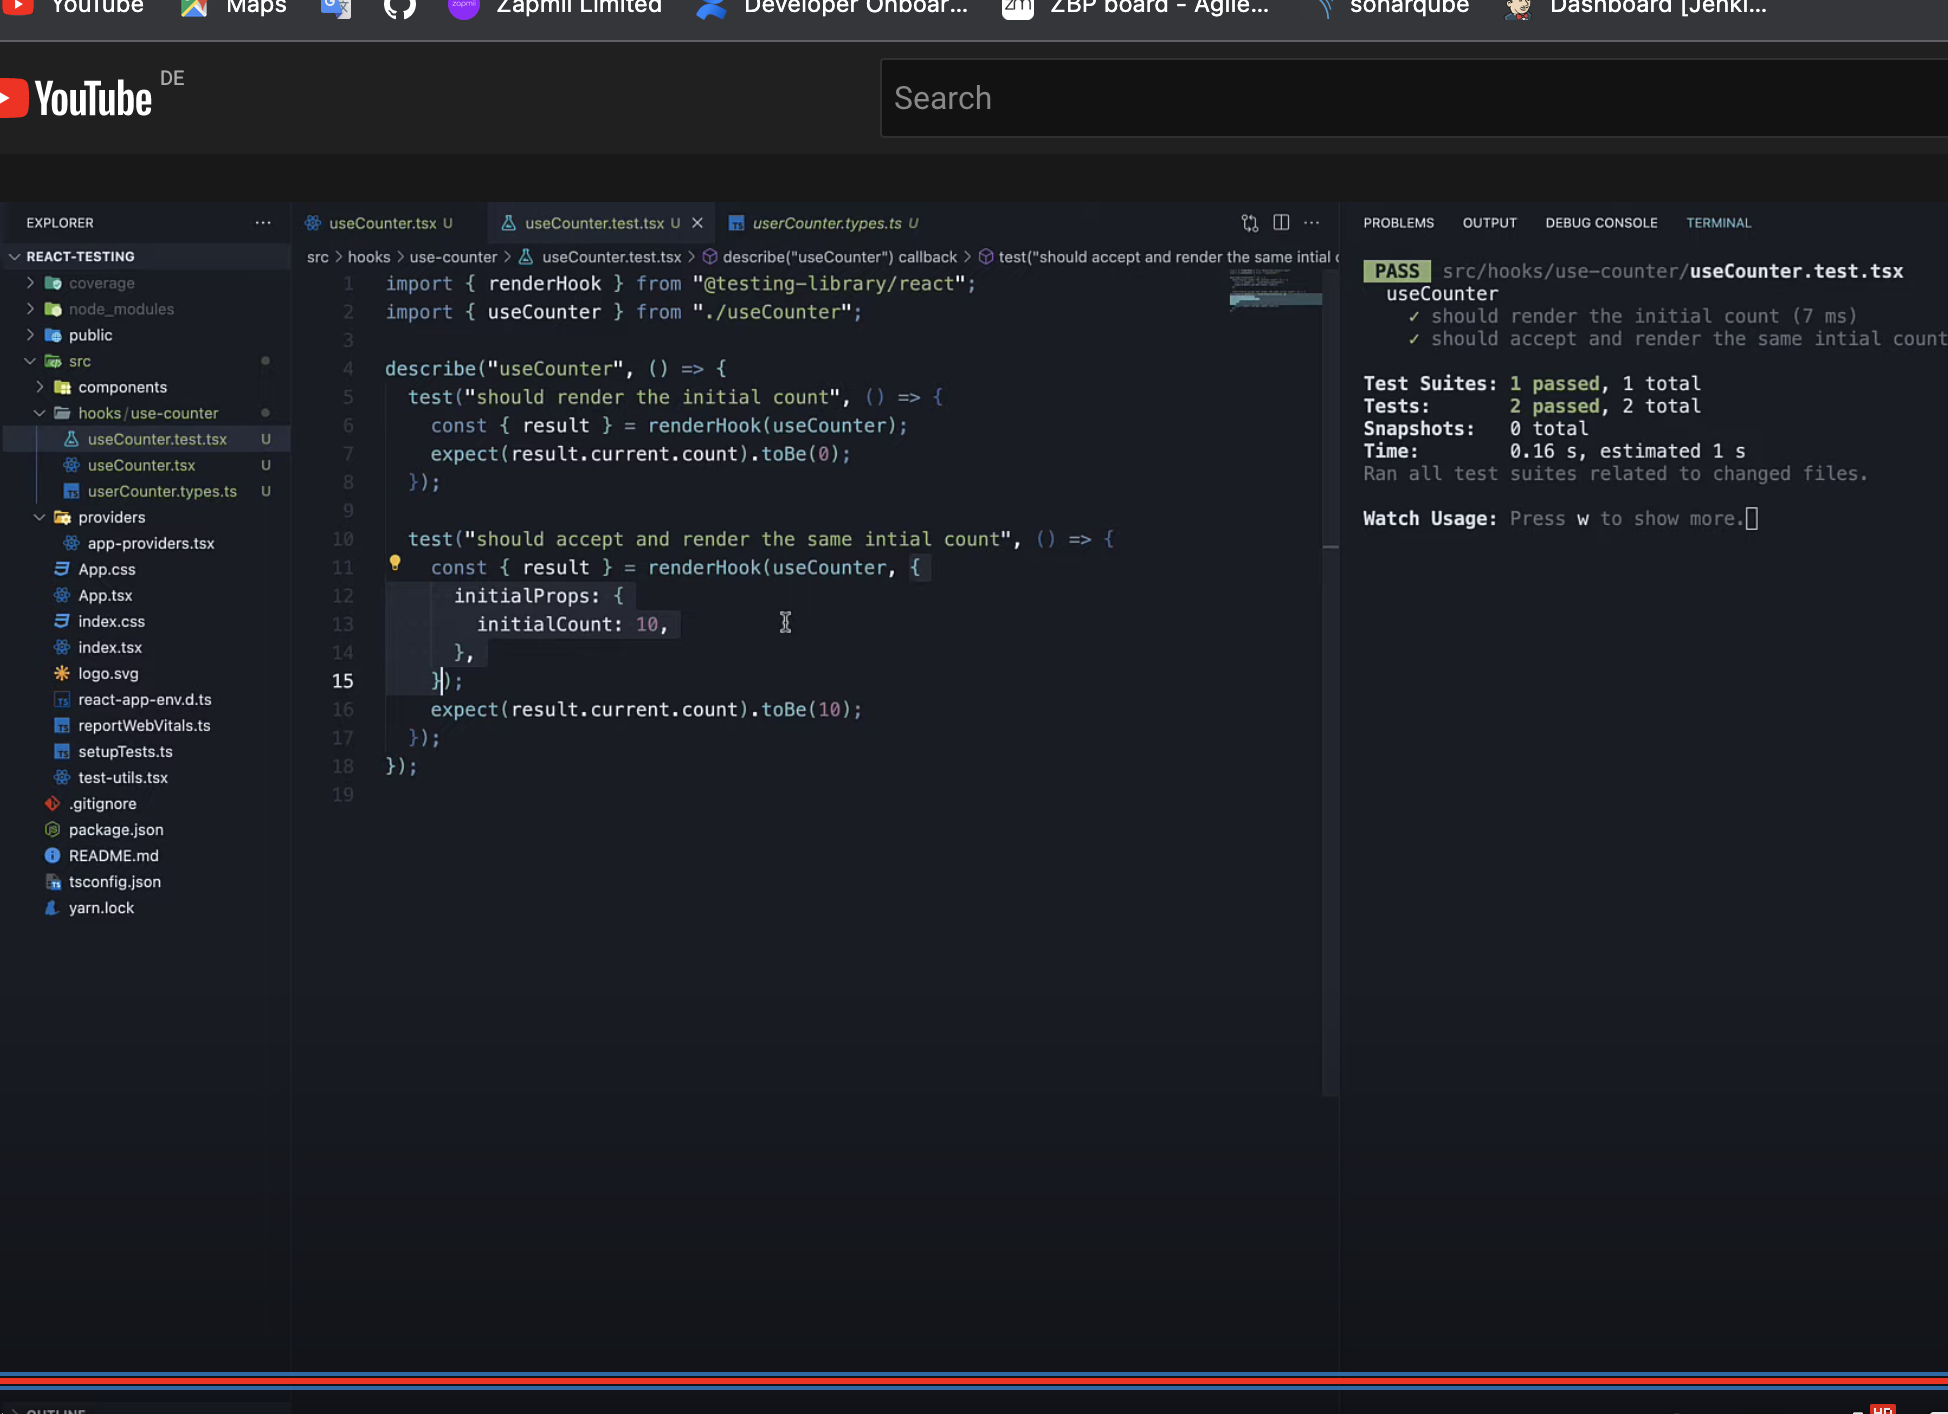 YouTube Maps Zapmil Limited Developer Onboar... ZBP board - Agile... sonarqube Dashboard [Jenki...
YouTube DE
Search
EXPLORER
REACT-TESTING
coverage
node_modules
public
src
components
hooks / use-counter
useCounter.test.tsx U
useCounter.tsx U
userCounter.types.ts U
providers
app-providers.tsx
App.css
App.tsx
index.css
index.tsx
logo.svg
react-app-env.d.ts
reportWebVitals.ts
setupTests.ts
test-utils.tsx
.gitignore
package.json
README.md
tsconfig.json
yarn.lock
OUTLINE
useCounter.tsx U useCounter.test.tsx U userCounter.types.ts U
src > hooks > use-counter > useCounter.test.tsx > describe("useCounter") callback > test("should accept and render the same intial c
1 import { renderHook } from "@testing-library/react";
2 import { useCounter } from "./useCounter";
3
4 describe("useCounter", () => {
5 test("should render the initial count", () => {
6 const { result } = renderHook(useCounter);
7 expect(result.current.count).toBe(0);
8 });
9
10 test("should accept and render the same intial count", () => {
11 const { result } = renderHook(useCounter, {
12 initialProps: {
13 initialCount: 10,
14 },
15 });
16 expect(result.current.count).toBe(10);
17 });
18 });
19
PROBLEMS OUTPUT DEBUG CONSOLE TERMINAL
PASS src/hooks/use-counter/useCounter.test.tsx
useCounter
✓ should render the initial count (7 ms)
✓ should accept and render the same intial count
Test Suites: 1 passed, 1 total
Tests: 2 passed, 2 total
Snapshots: 0 total
Time: 0.16 s, estimated 1 s
Ran all test suites related to changed files.
Watch Usage: Press w to show more.
HD